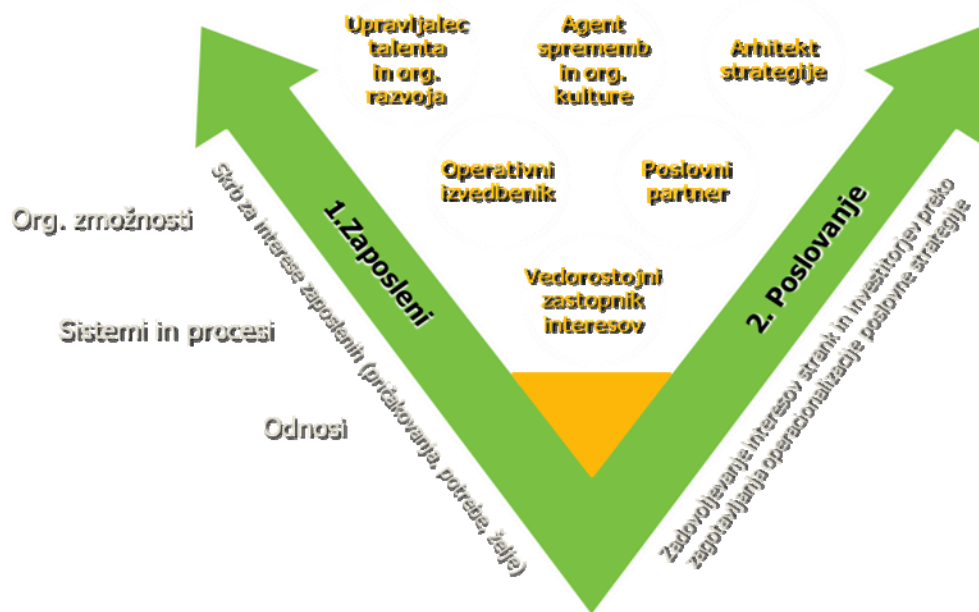 Upravljalec
talenta
in org.
razvoja
Agent
sprememb
in org.
kulture
Arhitekt
strategije
Operativni
izvedbenik
Poslovni
partner
Vedorostojni
zastopnik
interesov
Org. zmožnosti
Sistemi in procesi
Odnosi
1.Zaposleni
2. Poslovanje
Skrb za interese zaposlenih (pričakovanja, potrebe, želje)
Zadovoljevanje interesov strank in investitorjev preko
zagotavljanja operacionalizacije poslovne strategije